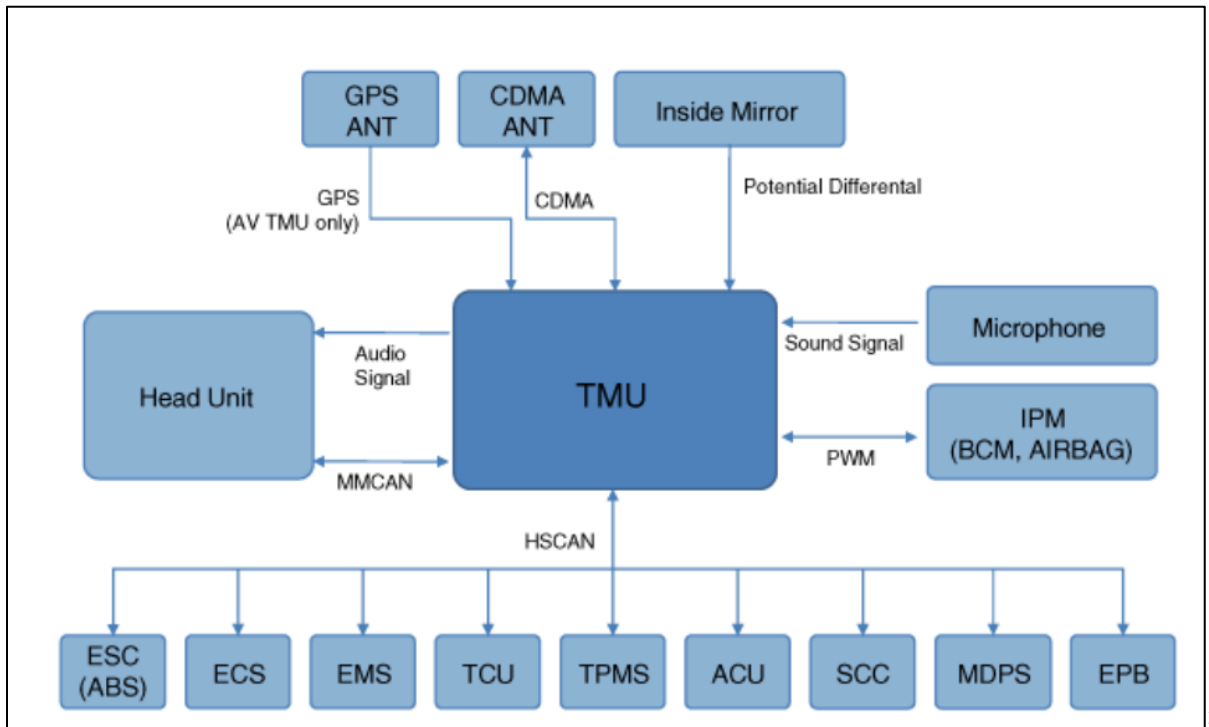 GPS
ANT
CDMA
ANT
Inside Mirror
GPS
(AV TMU only)
CDMA
Potential Differental
Head Unit
Audio
Signal
MMCAN
TMU
Sound Signal
Microphone
PWM
IPM
(BCM, AIRBAG)
HSCAN
ESC
(ABS)
ECS
EMS
TCU
TPMS
ACU
SCC
MDPS
EPB